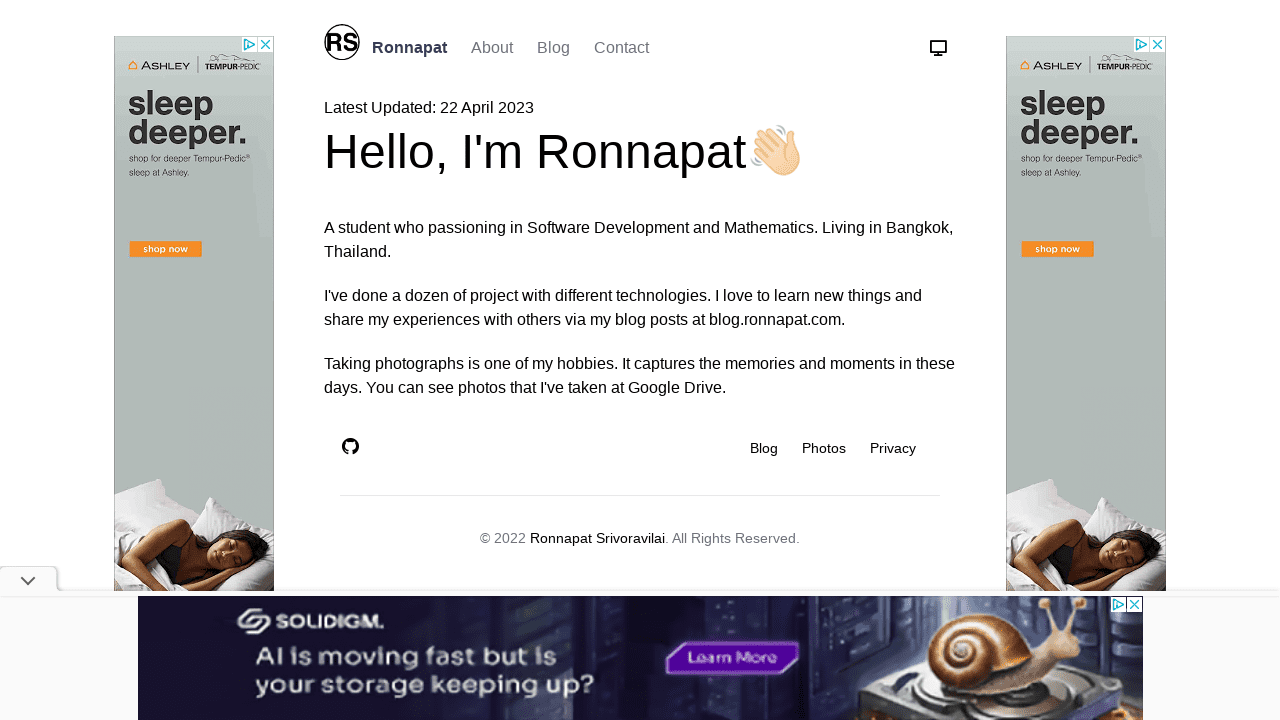 RS Ronnapat About Blog Contact
ASHLEY | TEMPUR-PEDIC
sleep
deeper.
shop for deeper Tempur-Pedic®
sleep at Ashley.
shop now
Latest Updated: 22 April 2023
Hello, I'm Ronnapat
A student who passioning in Software Development and Mathematics. Living in Bangkok,
Thailand.
I've done a dozen of project with different technologies. I love to learn new things and
share my experiences with others via my blog posts at blog.ronnapat.com.
Taking photographs is one of my hobbies. It captures the memories and moments in these
days. You can see photos that I've taken at Google Drive.
Blog Photos Privacy
© 2022 Ronnapat Srivoravilai. All Rights Reserved.
ASHLEY | TEMPUR-PEDIC
sleep
deeper.
shop for deeper Tempur-Pedic®
sleep at Ashley.
shop now
SOLIDIGM.
AI is moving fast but is
your storage keeping up?
Learn More